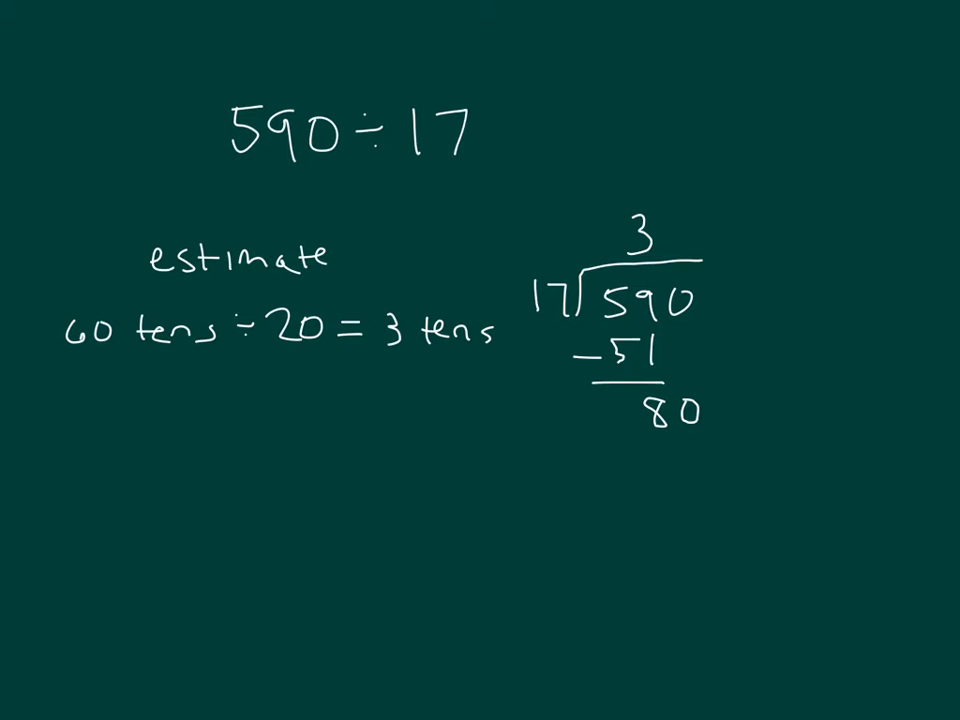 590 ÷ 17
estimate
60 tens ÷ 20 = 3 tens
3
17)590
-51
80